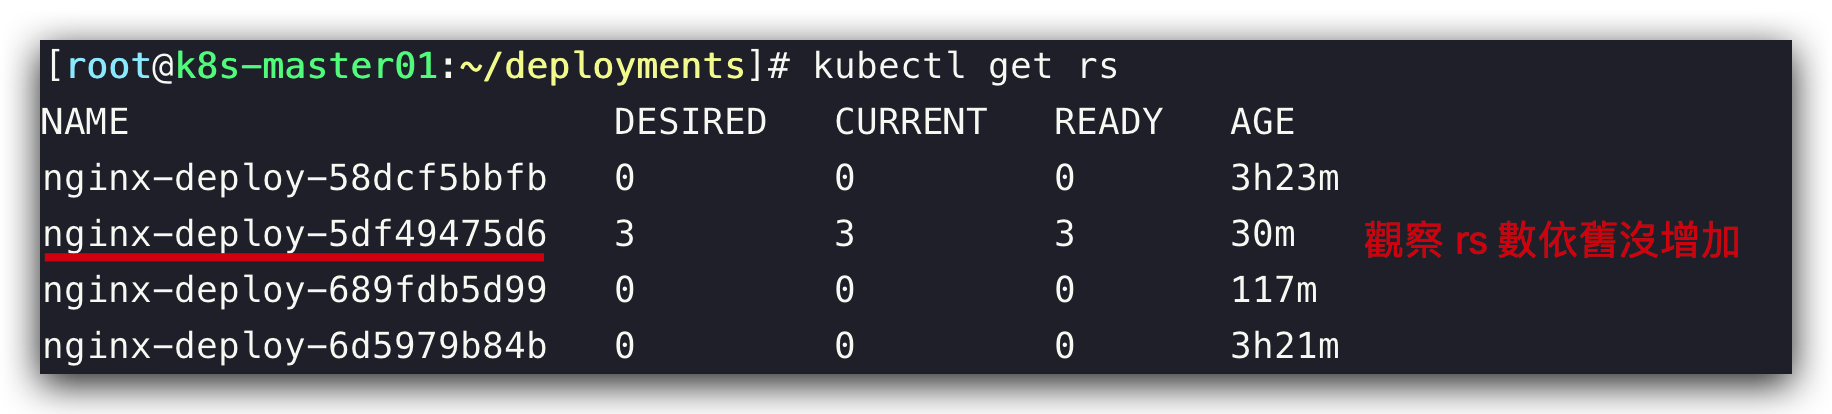 [root@k8s-master01:~/deployments]# kubectl get rs
NAME DESIRED CURRENT READY AGE
nginx-deploy-58dcf5bbfb 0 0 0 3h23m
nginx-deploy-5df49475d6 3 3 3 30m 觀察 rs 數依舊沒增加
nginx-deploy-689fdb5d99 0 0 0 117m
nginx-deploy-6d5979b84b 0 0 0 3h21m